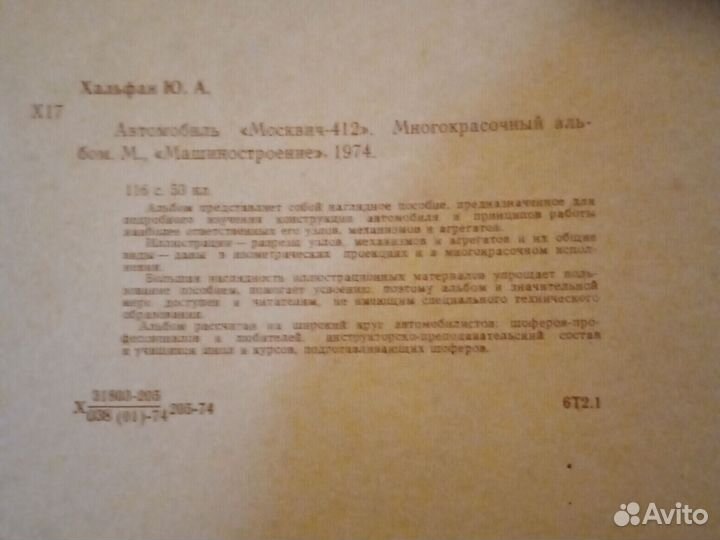 Хальфан Ю. А.
Х17
Автомобиль «Москвич-412». Многокрасочный аль-
бом. М., «Машиностроение» 1974.
116 с. 53 ил.
Альбом представляет собой наглядное пособие, предназначенное для
подробного изучения конструкции автомобиля и принципов работы
наиболее ответственных его узлов, механизмов и агрегатов.
Иллюстрации — разрезы узлов, механизмов и агрегатов и их общие
виды — даны в изометрических проекциях и в многокрасочном испол-
нении.
Большая наглядность иллюстрационных материалов упрощает поль-
зование пособием, помогает усвоению, поэтому альбом в значительной
мере доступен и читателям, не имеющим специального технического
образования.
Альбом рассчитан на широкий круг автомобилистов: шоферов-про-
фессионалов и любителей, инструкторско-преподавательский состав
и учащихся школ и курсов, подготавливающих шоферов.
31803-205
Х 205-74
038 (01)-74
6Т2.1
Avito